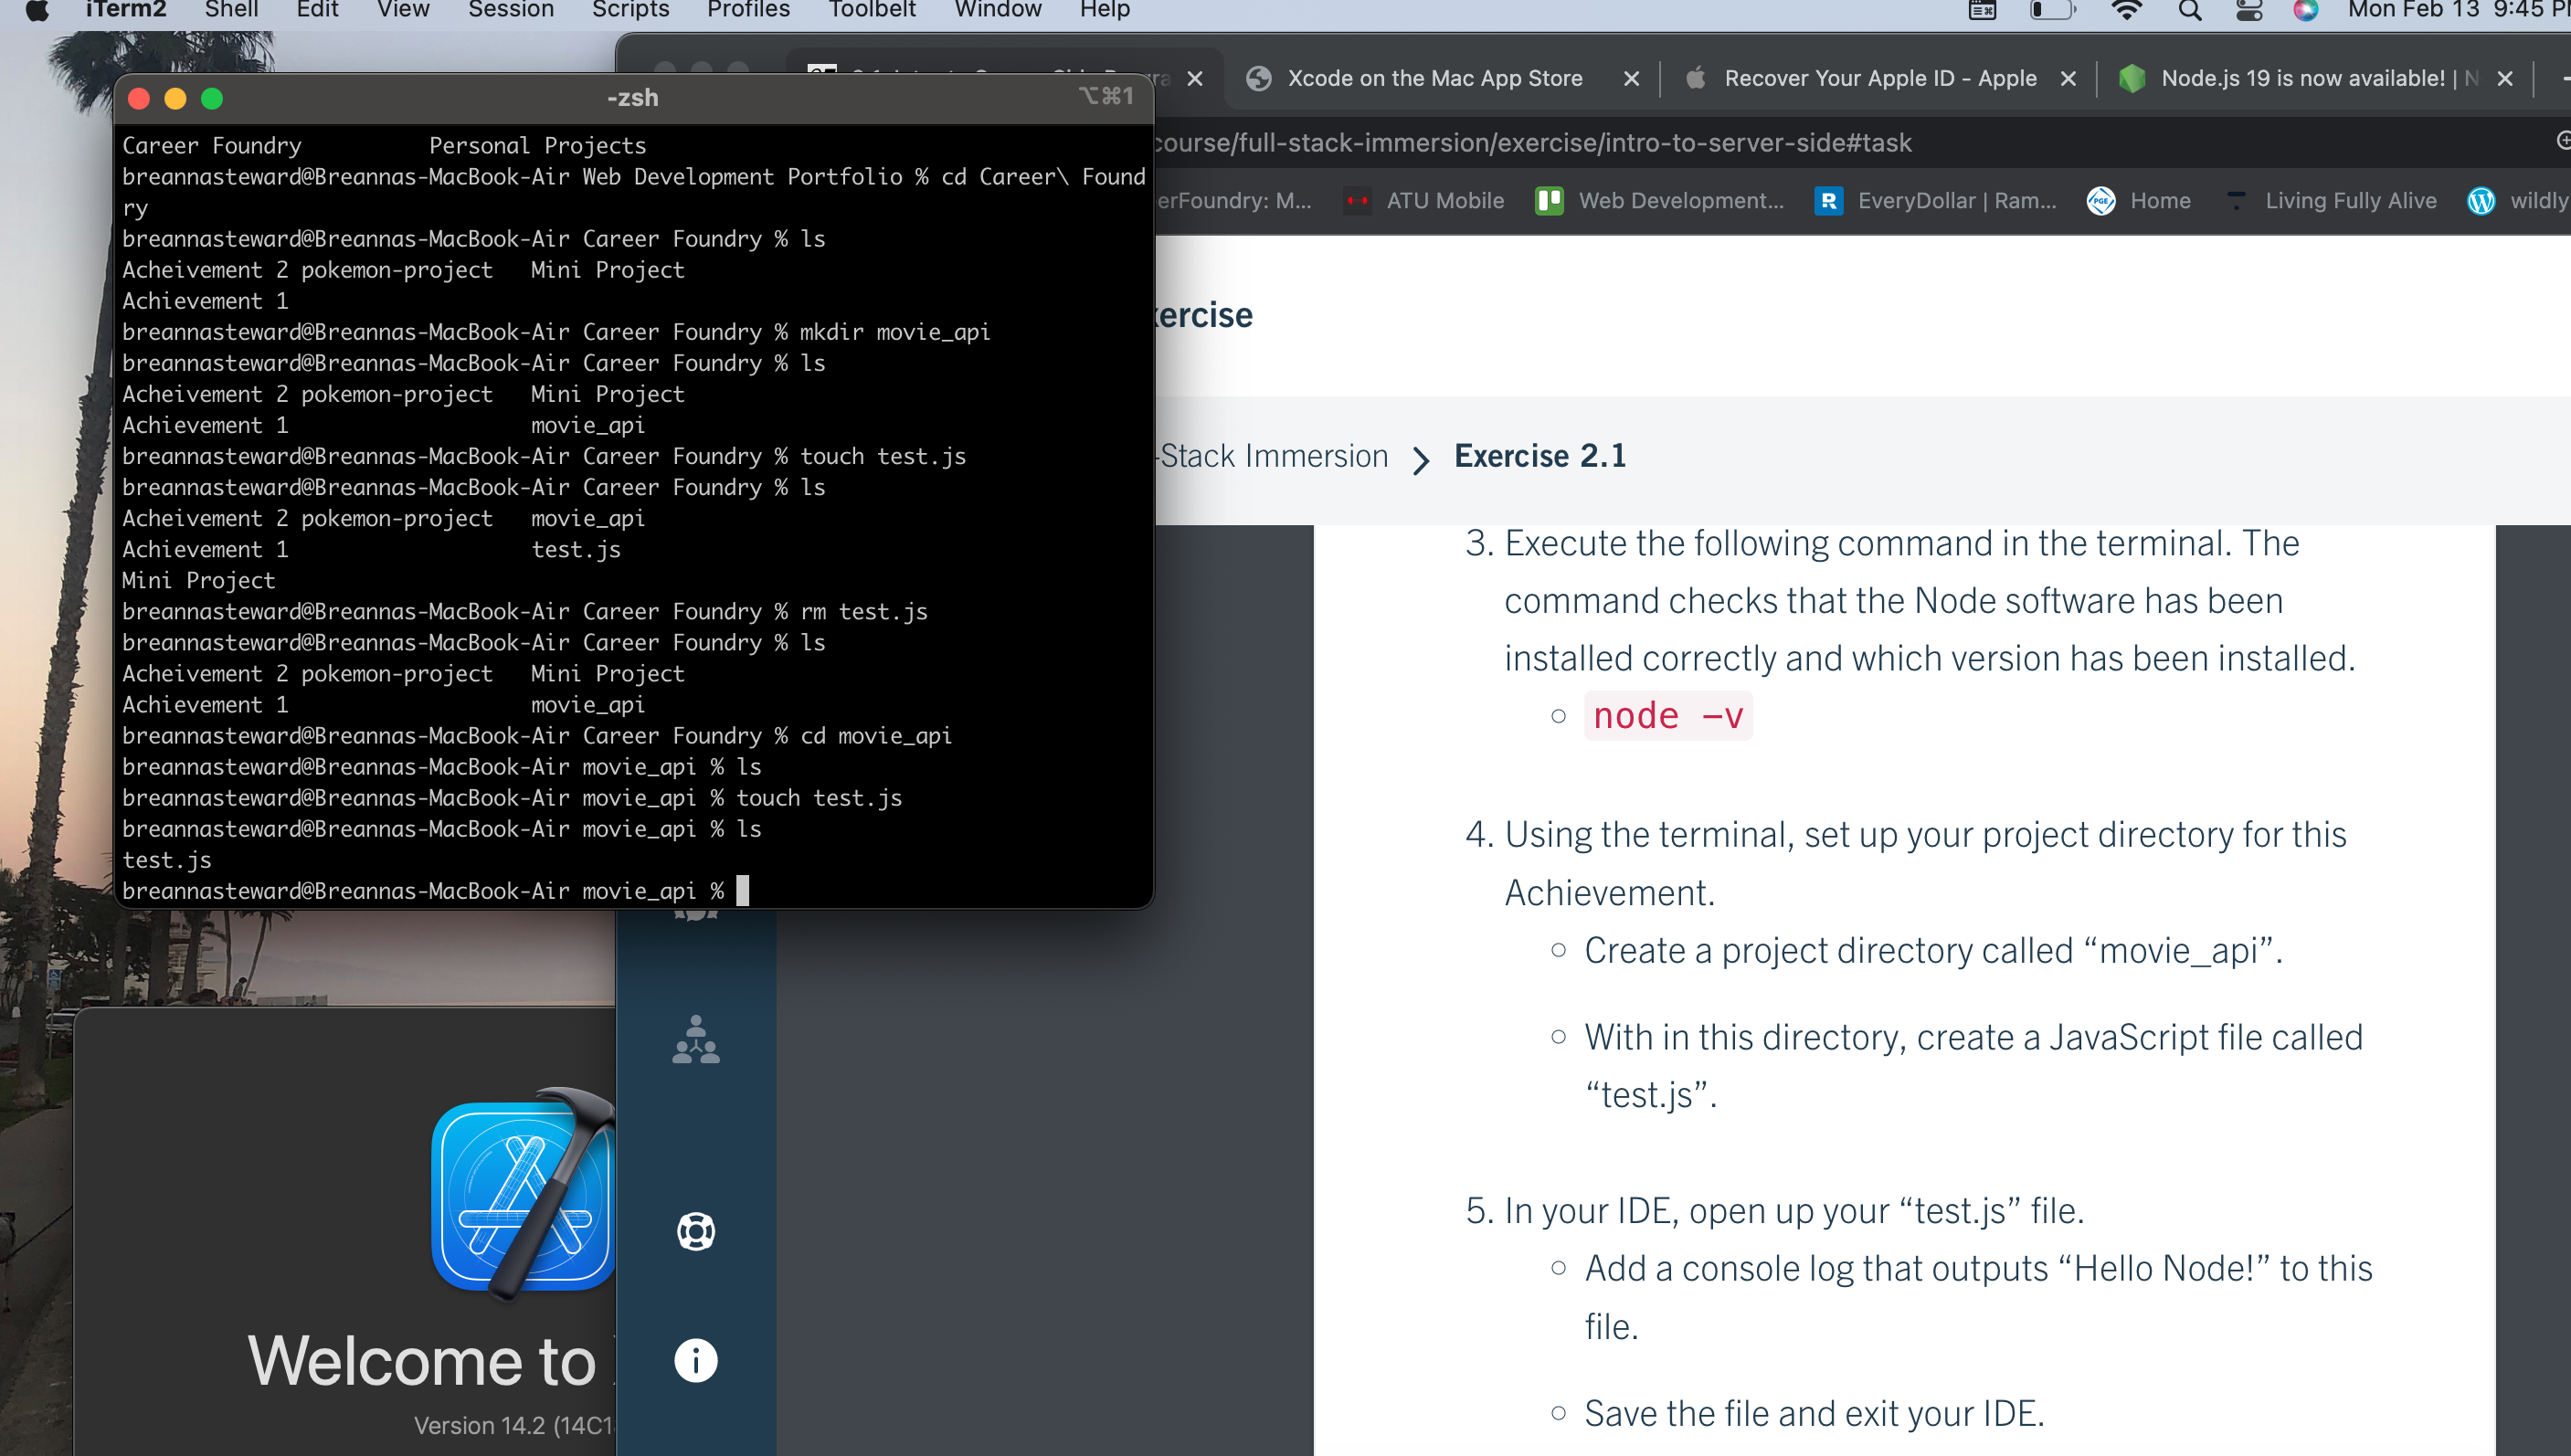 iTerm2 Shell Edit View Session Scripts Profiles Toolbelt Window Help Mon Feb 13 9:45
Xcode on the Mac App Store Recover Your Apple ID - Apple Node.js 19 is now available! | N
-zsh ⌥⌘1
course/full-stack-immersion/exercise/intro-to-server-side#task
erFoundry: M... ATU Mobile Web Development... EveryDollar | Ram... Home Living Fully Alive wildly
Career Foundry Personal Projects
breannasteward@Breannas-MacBook-Air Web Development Portfolio % cd Career\ Found
ry
breannasteward@Breannas-MacBook-Air Career Foundry % ls
Acheivement 2 pokemon-project Mini Project
Achievement 1
breannasteward@Breannas-MacBook-Air Career Foundry % mkdir movie_api
breannasteward@Breannas-MacBook-Air Career Foundry % ls
Acheivement 2 pokemon-project Mini Project
Achievement 1 movie_api
breannasteward@Breannas-MacBook-Air Career Foundry % touch test.js
breannasteward@Breannas-MacBook-Air Career Foundry % ls
Acheivement 2 pokemon-project movie_api
Achievement 1 test.js
Mini Project
breannasteward@Breannas-MacBook-Air Career Foundry % rm test.js
breannasteward@Breannas-MacBook-Air Career Foundry % ls
Acheivement 2 pokemon-project Mini Project
Achievement 1 movie_api
breannasteward@Breannas-MacBook-Air Career Foundry % cd movie_api
breannasteward@Breannas-MacBook-Air movie_api % ls
breannasteward@Breannas-MacBook-Air movie_api % touch test.js
breannasteward@Breannas-MacBook-Air movie_api % ls
test.js
breannasteward@Breannas-MacBook-Air movie_api %
ercise
-Stack Immersion > Exercise 2.1
3. Execute the following command in the terminal. The
command checks that the Node software has been
installed correctly and which version has been installed.
node -v
4. Using the terminal, set up your project directory for this
Achievement.
Create a project directory called “movie_api”.
With in this directory, create a JavaScript file called
“test.js”.
5. In your IDE, open up your “test.js” file.
Add a console log that outputs “Hello Node!” to this
file.
Save the file and exit your IDE.
Welcome to
Version 14.2 (14C1